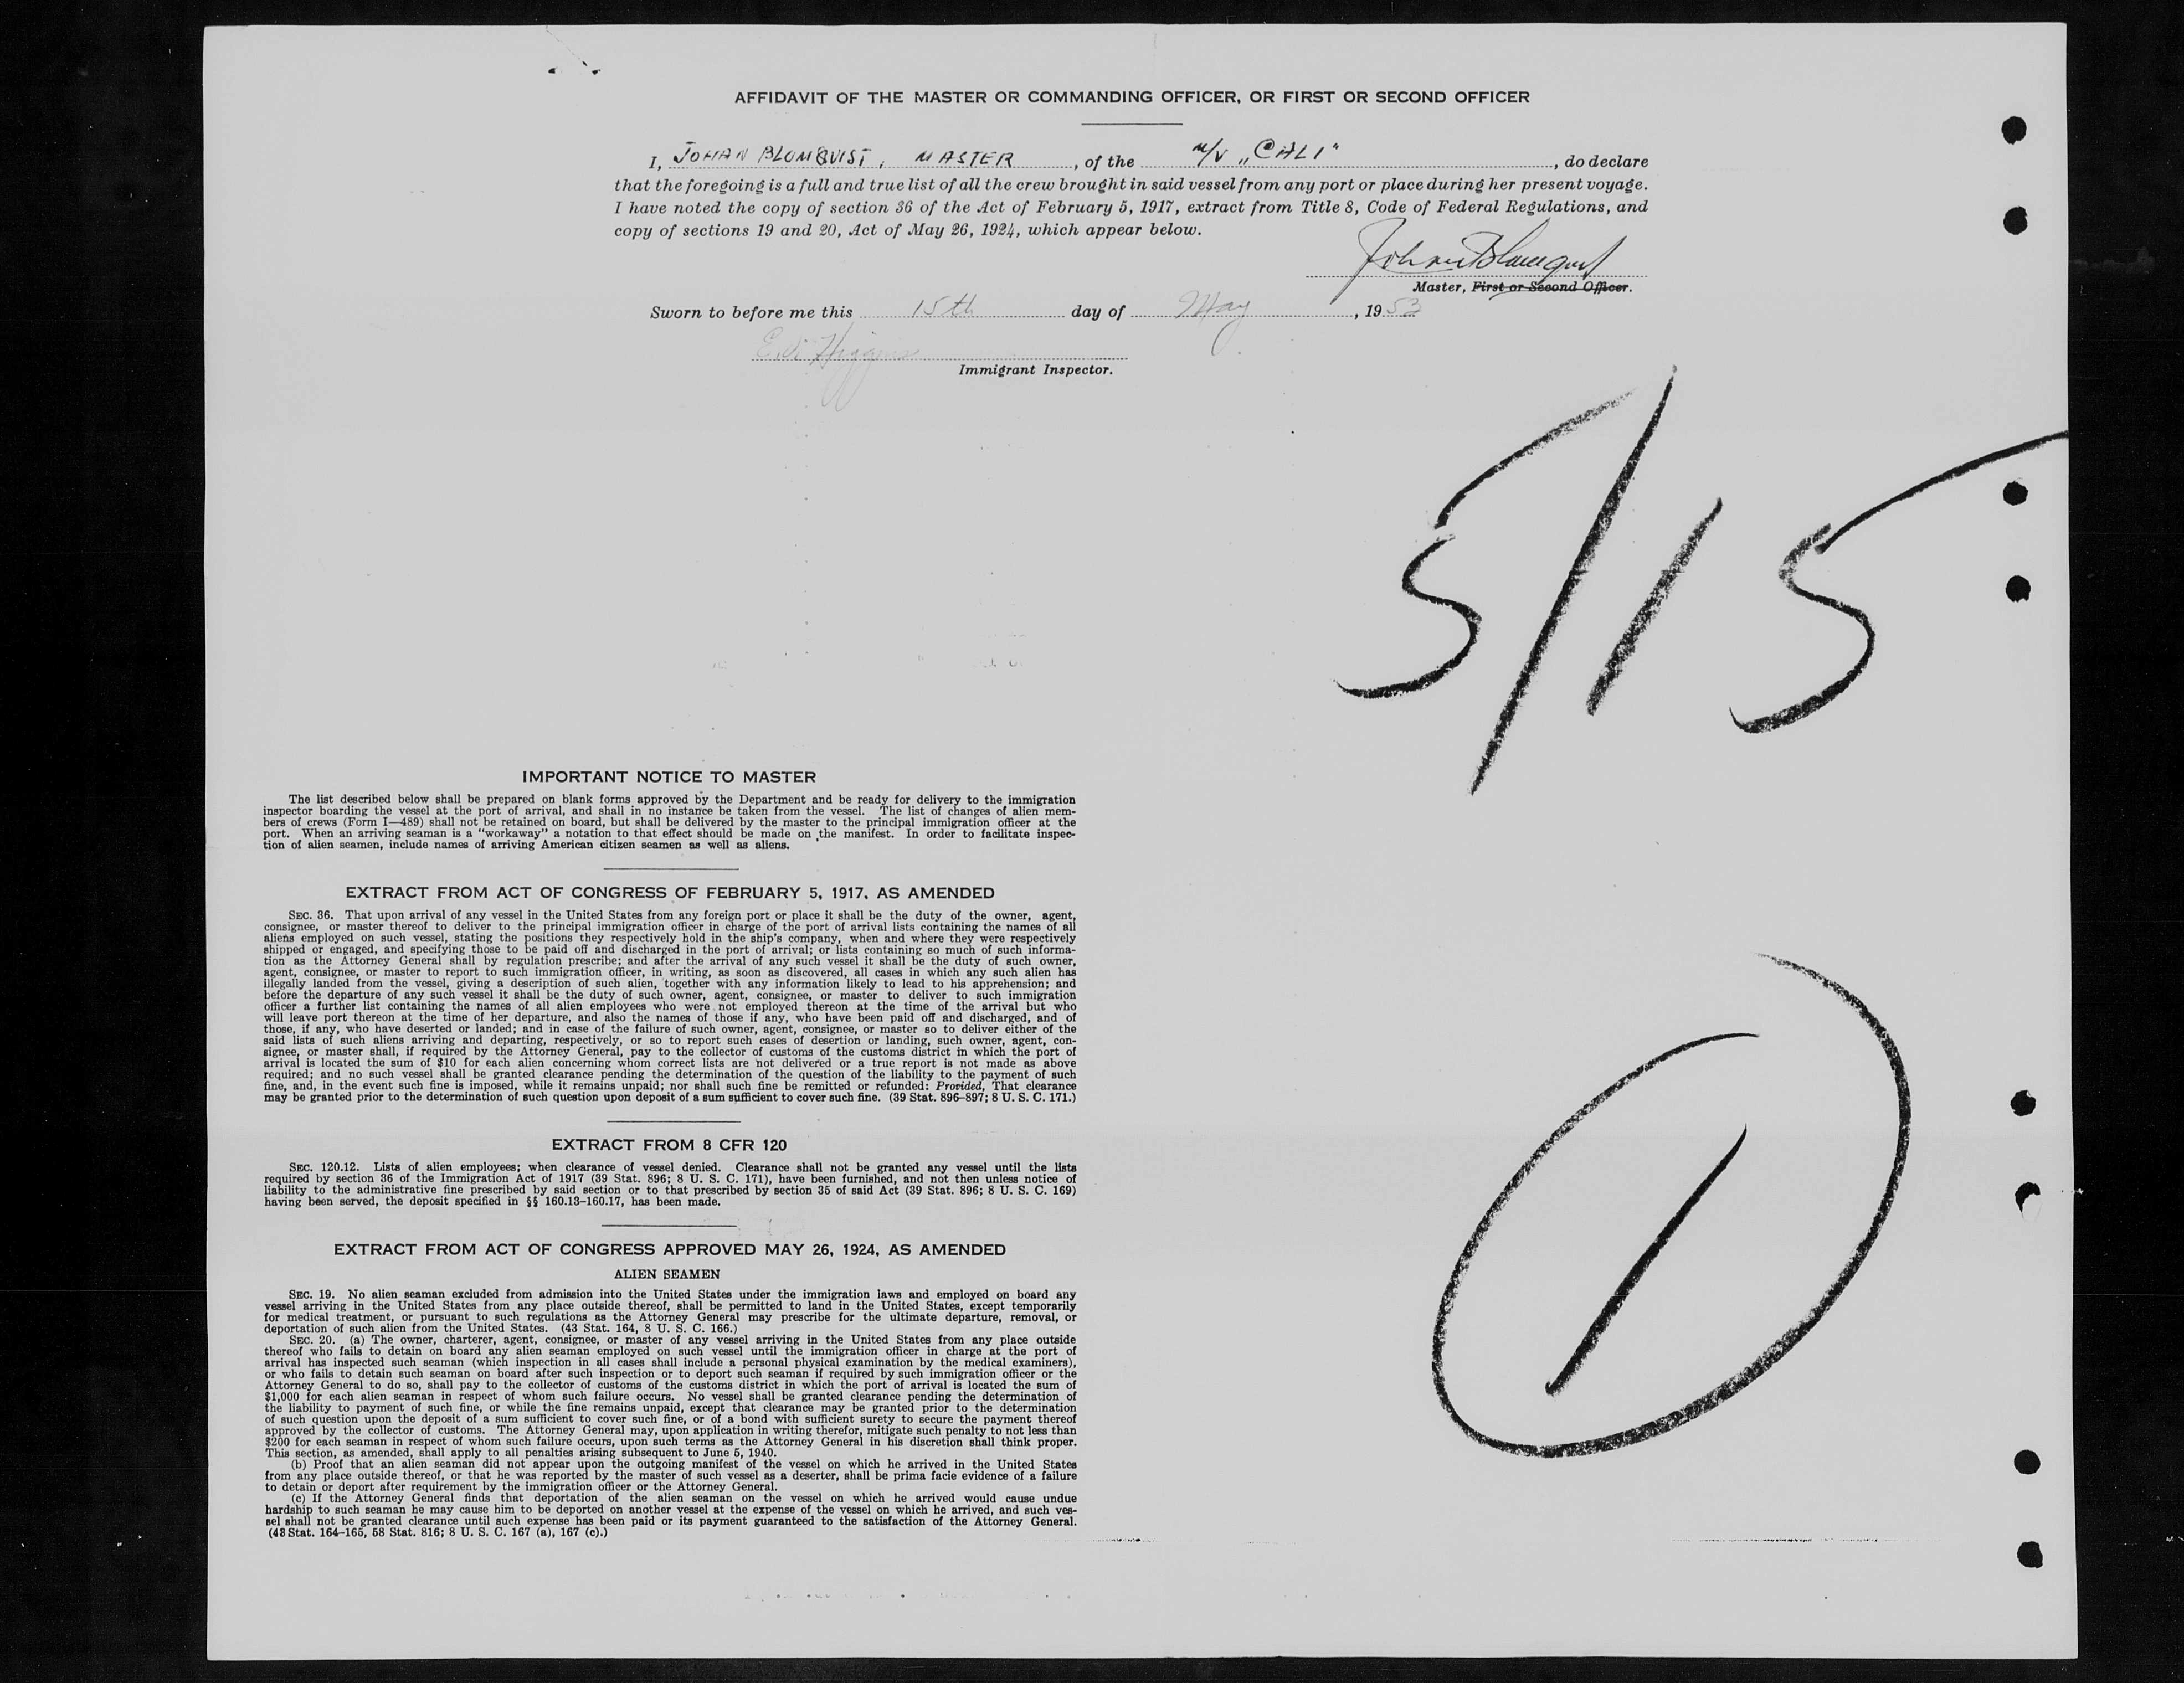 AFFIDAVIT OF THE MASTER OR COMMANDING OFFICER, OR FIRST OR SECOND OFFICER
I, JOHAN BLOMQVIST, MASTER, of the M/V „CALI", do declare
that the foregoing is a full and true list of all the crew brought in said vessel from any port or place during her present voyage.
I have noted the copy of section 36 of the Act of February 5, 1917, extract from Title 8, Code of Federal Regulations, and
copy of sections 19 and 20, Act of May 26, 1924, which appear below.
Johan Blomqvist
Master, First or Second Officer.
Sworn to before me this 15th day of May, 1953
Higgins
Immigrant Inspector.
5/15
IMPORTANT NOTICE TO MASTER
The list described below shall be prepared on blank forms approved by the Department and be ready for delivery to the immigration
inspector boarding the vessel at the port of arrival, and shall in no instance be taken from the vessel. The list of changes of alien mem-
bers of crews (Form I—489) shall not be retained on board, but shall be delivered by the master to the principal immigration officer at the
port. When an arriving seaman is a "workaway" a notation to that effect should be made on the manifest. In order to facilitate inspec-
tion of alien seamen, include names of arriving American citizen seamen as well as aliens.
EXTRACT FROM ACT OF CONGRESS OF FEBRUARY 5, 1917, AS AMENDED
SEC. 36. That upon arrival of any vessel in the United States from any foreign port or place it shall be the duty of the owner, agent,
consignee, or master thereof to deliver to the principal immigration officer in charge of the port of arrival lists containing the names of all
aliens employed on such vessel, stating the positions they respectively hold in the ship's company, when and where they were respectively
shipped or engaged, and specifying those to be paid off and discharged in the port of arrival; or lists containing so much of such informa-
tion as the Attorney General shall by regulation prescribe; and after the arrival of any such vessel it shall be the duty of such owner,
agent, consignee, or master to report to such immigration officer, in writing, as soon as discovered, all cases in which any such alien has
illegally landed from the vessel, giving a description of such alien, together with any information likely to lead to his apprehension; and
before the departure of any such vessel it shall be the duty of such owner, agent, consignee, or master to deliver to such immigration
officer a further list containing the names of all alien employees who were not employed thereon at the time of the arrival but who
will leave port thereon at the time of her departure, and also the names of those if any, who have been paid off and discharged, and of
those, if any, who have deserted or landed; and in case of the failure of such owner, agent, consignee, or master so to deliver either of the
said lists of such aliens arriving and departing, respectively, or so to report such cases of desertion or landing, such owner, agent, con-
signee, or master shall, if required by the Attorney General, pay to the collector of customs of the customs district in which the port of
arrival is located the sum of $10 for each alien concerning whom correct lists are not delivered or a true report is not made as above
required; and no such vessel shall be granted clearance pending the determination of the question of the liability to the payment of such
fine, and, in the event such fine is imposed, while it remains unpaid; nor shall such fine be remitted or refunded: Provided, That clearance
may be granted prior to the determination of such question upon deposit of a sum sufficient to cover such fine. (39 Stat. 896–897; 8 U. S. C. 171.)
EXTRACT FROM 8 CFR 120
SEC. 120.12. Lists of alien employees; when clearance of vessel denied. Clearance shall not be granted any vessel until the lists
required by section 36 of the Immigration Act of 1917 (39 Stat. 896; 8 U. S. C. 171), have been furnished, and not then unless notice of
liability to the administrative fine prescribed by said section or to that prescribed by section 35 of said Act (39 Stat. 896; 8 U. S. C. 169)
having been served, the deposit specified in §§ 160.13–160.17, has been made.
EXTRACT FROM ACT OF CONGRESS APPROVED MAY 26, 1924, AS AMENDED
ALIEN SEAMEN
SEC. 19. No alien seaman excluded from admission into the United States under the immigration laws and employed on board any
vessel arriving in the United States from any place outside thereof, shall be permitted to land in the United States, except temporarily
for medical treatment, or pursuant to such regulations as the Attorney General may prescribe for the ultimate departure, removal, or
deportation of such alien from the United States. (43 Stat. 164, 8 U. S. C. 166.)
SEC. 20. (a) The owner, charterer, agent, consignee, or master of any vessel arriving in the United States from any place outside
thereof who fails to detain on board any alien seaman employed on such vessel until the immigration officer in charge at the port of
arrival has inspected such seaman (which inspection in all cases shall include a personal physical examination by the medical examiners),
or who fails to detain such seaman on board after such inspection or to deport such seaman if required by such immigration officer or the
Attorney General to do so, shall pay to the collector of customs of the customs district in which the port of arrival is located the sum of
$1,000 for each alien seaman in respect of whom such failure occurs. No vessel shall be granted clearance pending the determination of
the liability to payment of such fine, or while the fine remains unpaid, except that clearance may be granted prior to the determination
of such question upon the deposit of a sum sufficient to cover such fine, or of a bond with sufficient surety to secure the payment thereof
approved by the collector of customs. The Attorney General may, upon application in writing therefor, mitigate such penalty to not less than
$200 for each seaman in respect of whom such failure occurs, upon such terms as the Attorney General in his discretion shall think proper.
This section, as amended, shall apply to all penalties arising subsequent to June 5, 1940.
(b) Proof that an alien seaman did not appear upon the outgoing manifest of the vessel on which he arrived in the United States
from any place outside thereof, or that he was reported by the master of such vessel as a deserter, shall be prima facie evidence of a failure
to detain or deport after requirement by the immigration officer or the Attorney General.
(c) If the Attorney General finds that deportation of the alien seaman on the vessel on which he arrived would cause undue
hardship to such seaman he may cause him to be deported on another vessel at the expense of the vessel on which he arrived, and such ves-
sel shall not be granted clearance until such expense has been paid or its payment guaranteed to the satisfaction of the Attorney General.
(43 Stat. 164–165, 58 Stat. 816; 8 U. S. C. 167 (a), 167 (c).)
1